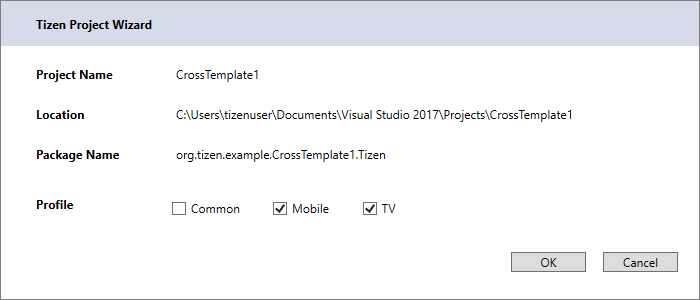 Tizen Project Wizard
Project Name CrossTemplate1
Location C:\Users\tizenuser\Documents\Visual Studio 2017\Projects\CrossTemplate1
Package Name org.tizen.example.CrossTemplate1.Tizen
Profile Common Mobile TV
OK Cancel